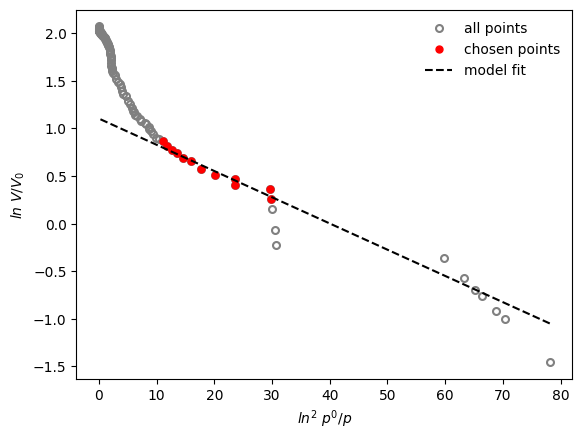 all points
chosen points
model fit
2.0
1.5
1.0
0.5
0.0
−0.5
−1.0
−1.5
ln V/V₀
0 10 20 30 40 50 60 70 80
ln² p⁰/p